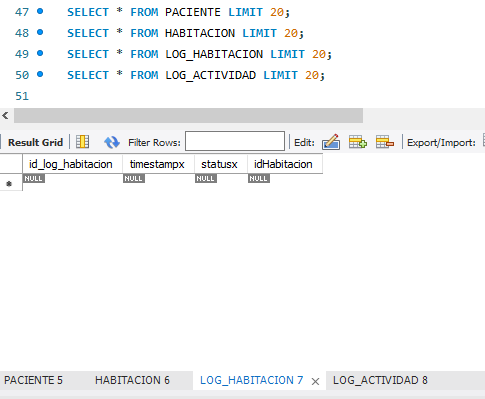 47 SELECT * FROM PACIENTE LIMIT 20;
48 SELECT * FROM HABITACION LIMIT 20;
49 SELECT * FROM LOG_HABITACION LIMIT 20;
50 SELECT * FROM LOG_ACTIVIDAD LIMIT 20;
51
Result Grid Filter Rows: Edit: Export/Import:
id_log_habitacion timestampx statusx idHabitacion
* NULL NULL NULL NULL
PACIENTE 5 HABITACION 6 LOG_HABITACION 7 × LOG_ACTIVIDAD 8